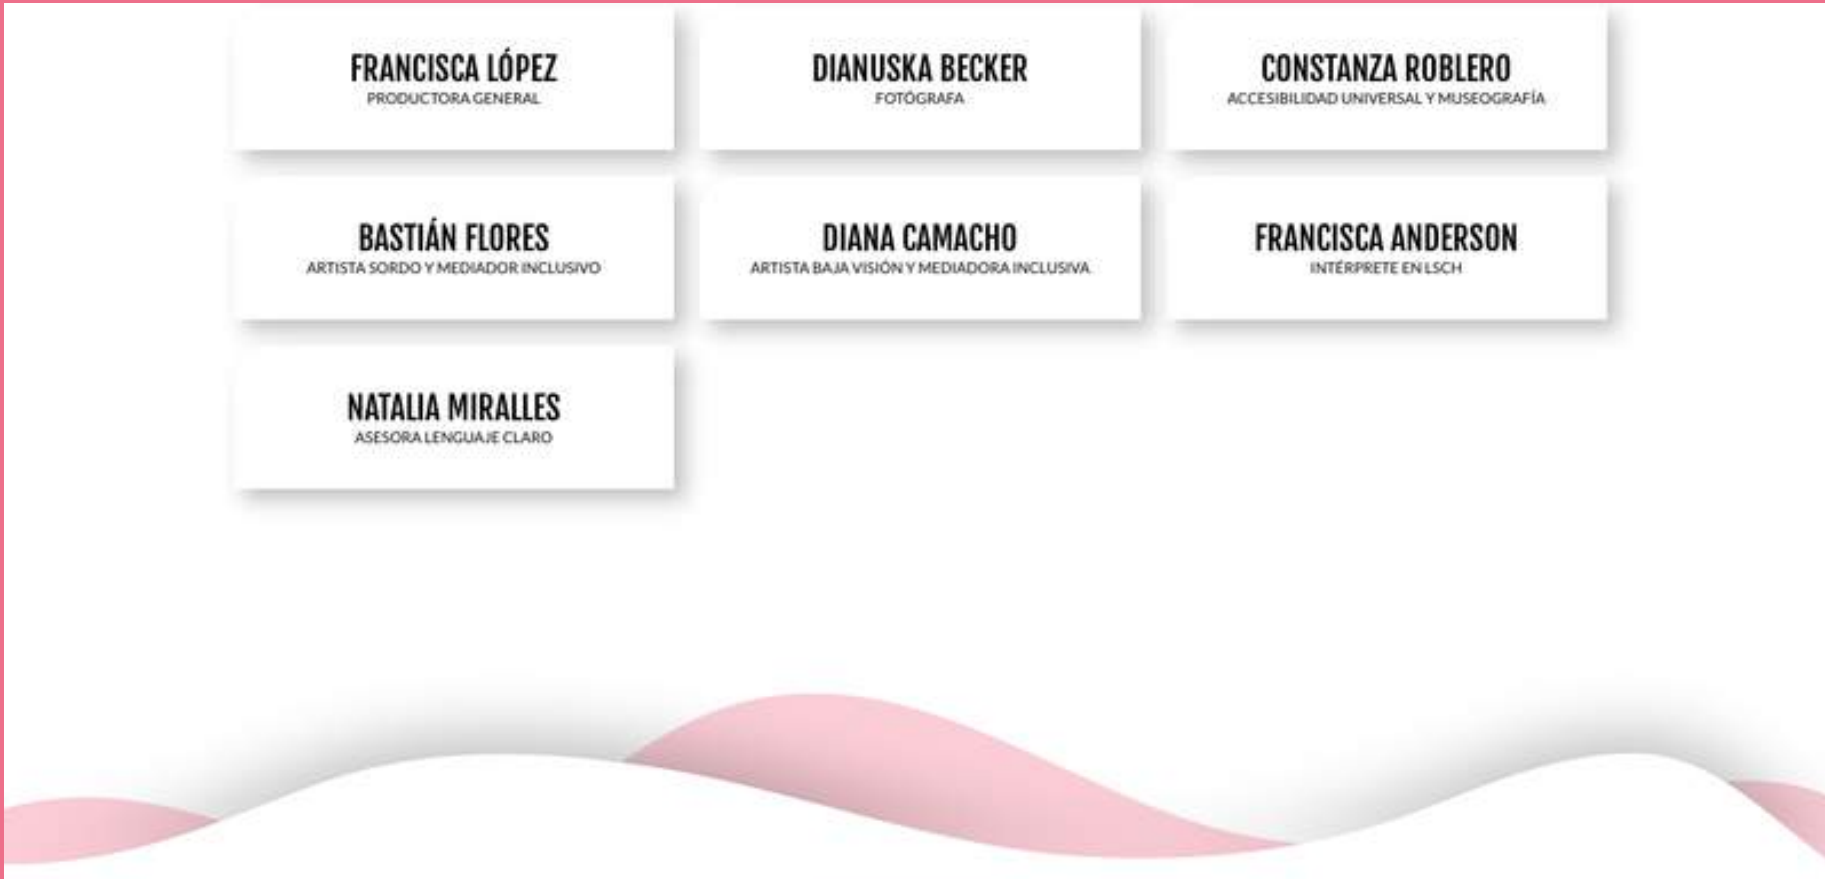 FRANCISCA LÓPEZ
PRODUCTORA GENERAL
DIANUSKA BECKER
FOTÓGRAFA
CONSTANZA ROBLERO
ACCESIBILIDAD UNIVERSAL Y MUSEOGRAFÍA
BASTIÁN FLORES
ARTISTA SORDO Y MEDIADOR INCLUSIVO
DIANA CAMACHO
ARTISTA BAJA VISIÓN Y MEDIADORA INCLUSIVA
FRANCISCA ANDERSON
INTÉRPRETE EN LSCH
NATALIA MIRALLES
ASESORA LENGUAJE CLARO